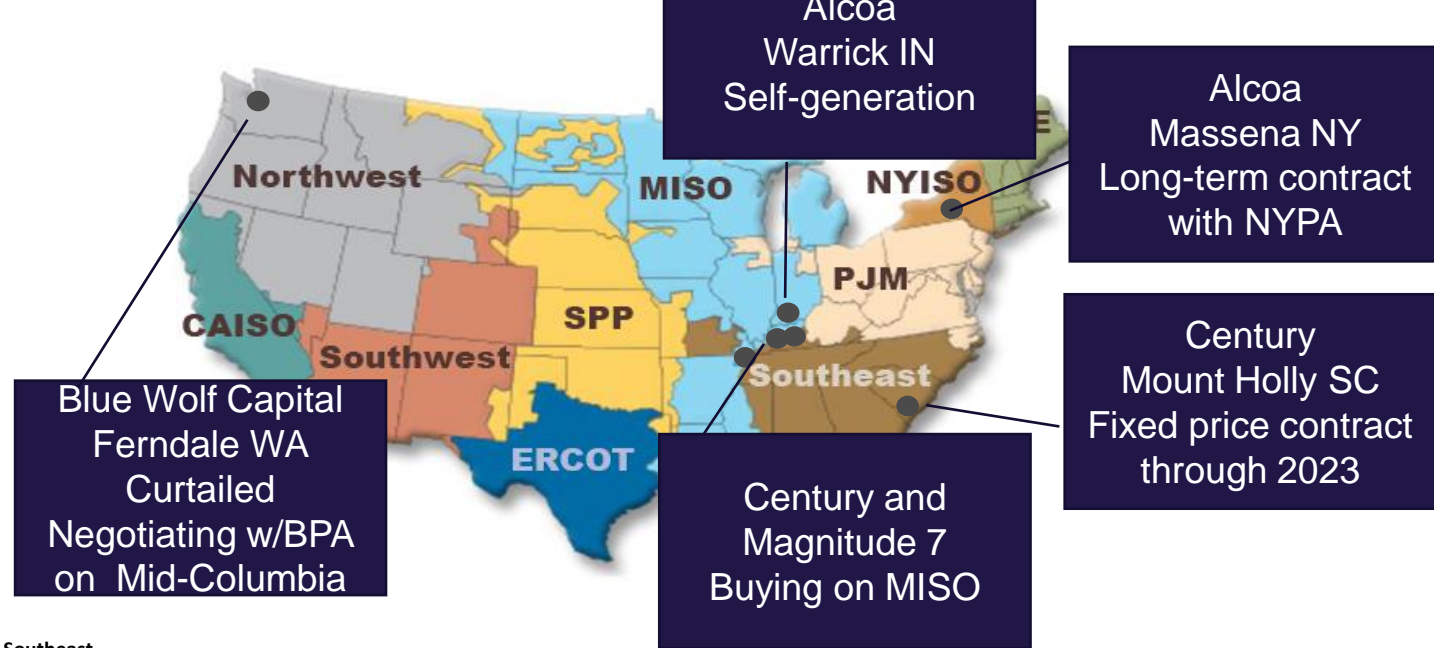 Alcoa
Warrick IN
Self-generation
Alcoa
Massena NY
Long-term contract
with NYPA
Northwest
MISO
NYISO
E
PJM
CAISO
Southwest
SPP
Southeast
ERCOT
Century
Mount Holly SC
Fixed price contract
through 2023
Blue Wolf Capital
Ferndale WA
Curtailed
Negotiating w/BPA
on Mid-Columbia
Century and
Magnitude 7
Buying on MISO
Southeast